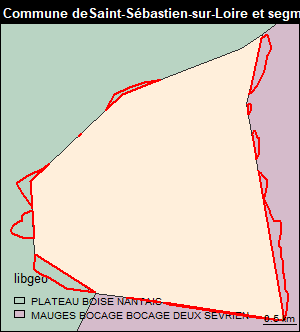 Commune deSaint-Sébastien-sur-Loire et segm
libgeo
PLATEAU BOISE NANTAIS
MAUGES BOCAGE BOCAGE DEUX SEVRIEN
0.5 km